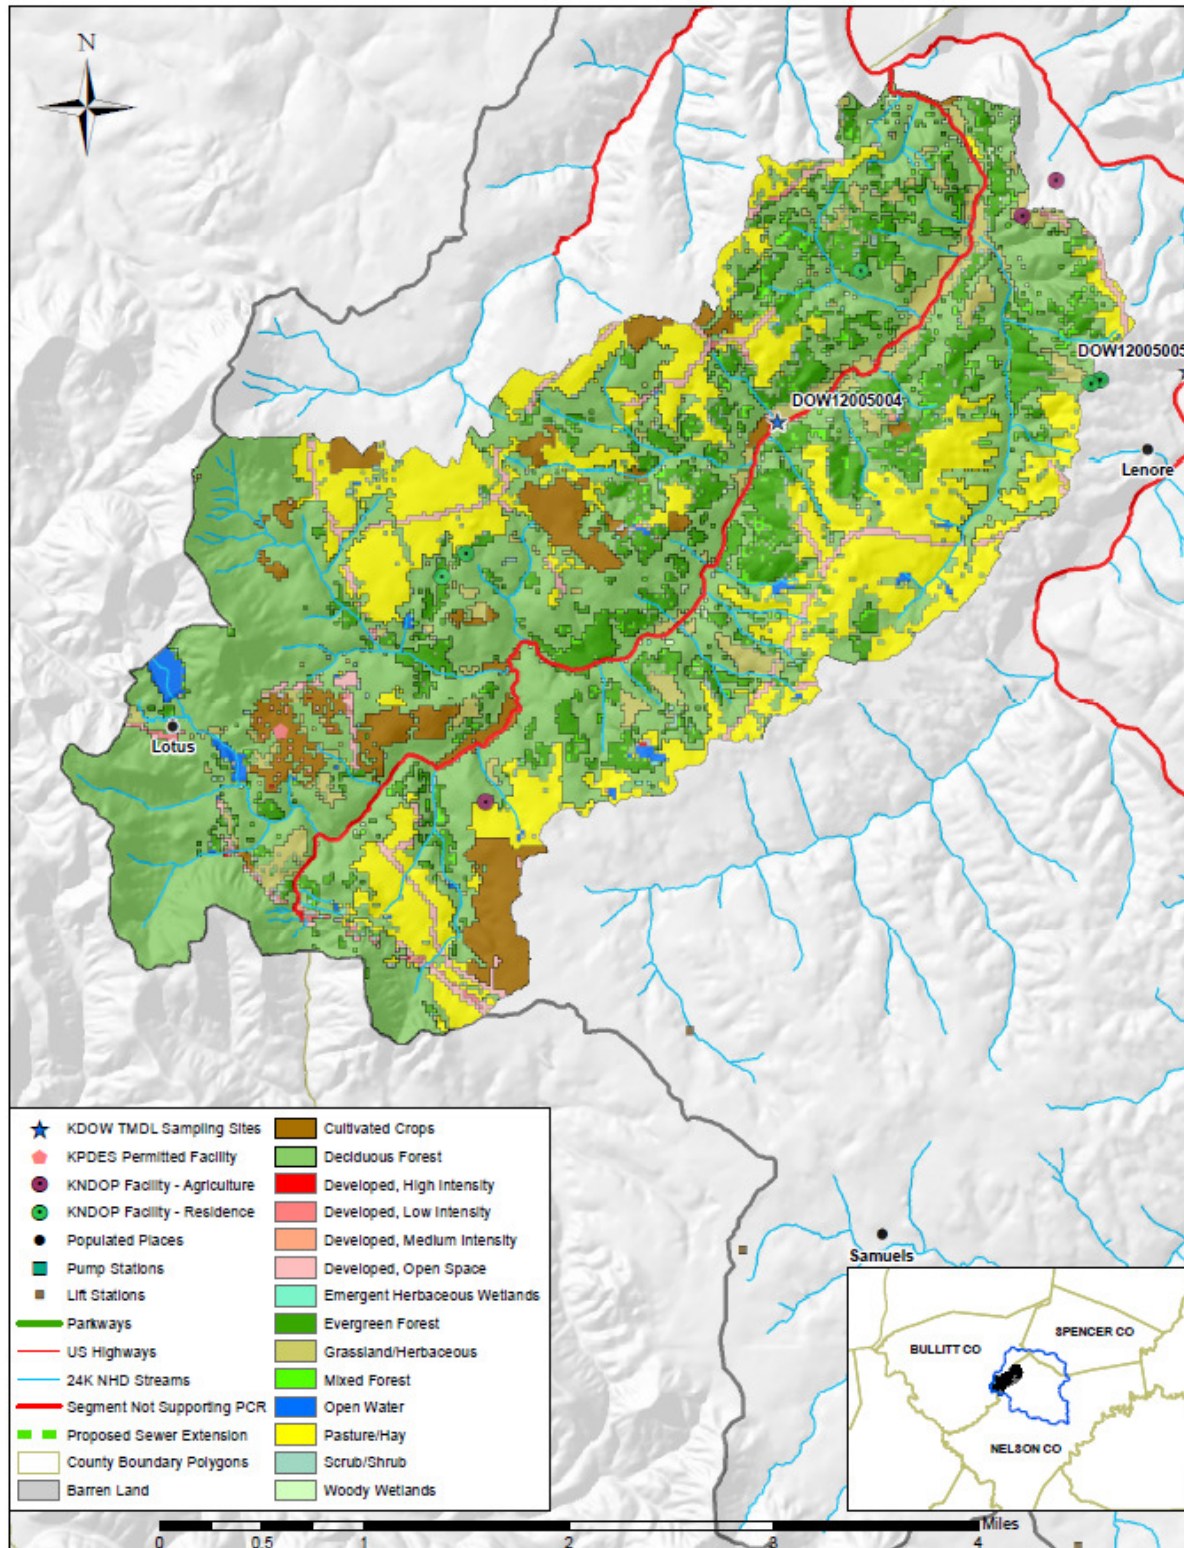 N
DOW12005005
DOW12005004
Lenore
Lotus
Samuels
KDOW TMDL Sampling Sites
KPDES Permitted Facility
KNDOP Facility - Agriculture
KNDOP Facility - Residence
Populated Places
Pump Stations
Lift Stations
Parkways
US Highways
24K NHD Streams
Segment Not Supporting PCR
Proposed Sewer Extension
County Boundary Polygons
Barren Land
Cultivated Crops
Deciduous Forest
Developed, High Intensity
Developed, Low Intensity
Developed, Medium Intensity
Developed, Open Space
Emergent Herbaceous Wetlands
Evergreen Forest
Grassland/Herbaceous
Mixed Forest
Open Water
Pasture/Hay
Scrub/Shrub
Woody Wetlands
SPENCER CO
BULLITT CO
NELSON CO
Miles
0 0.5 1 2 3 4